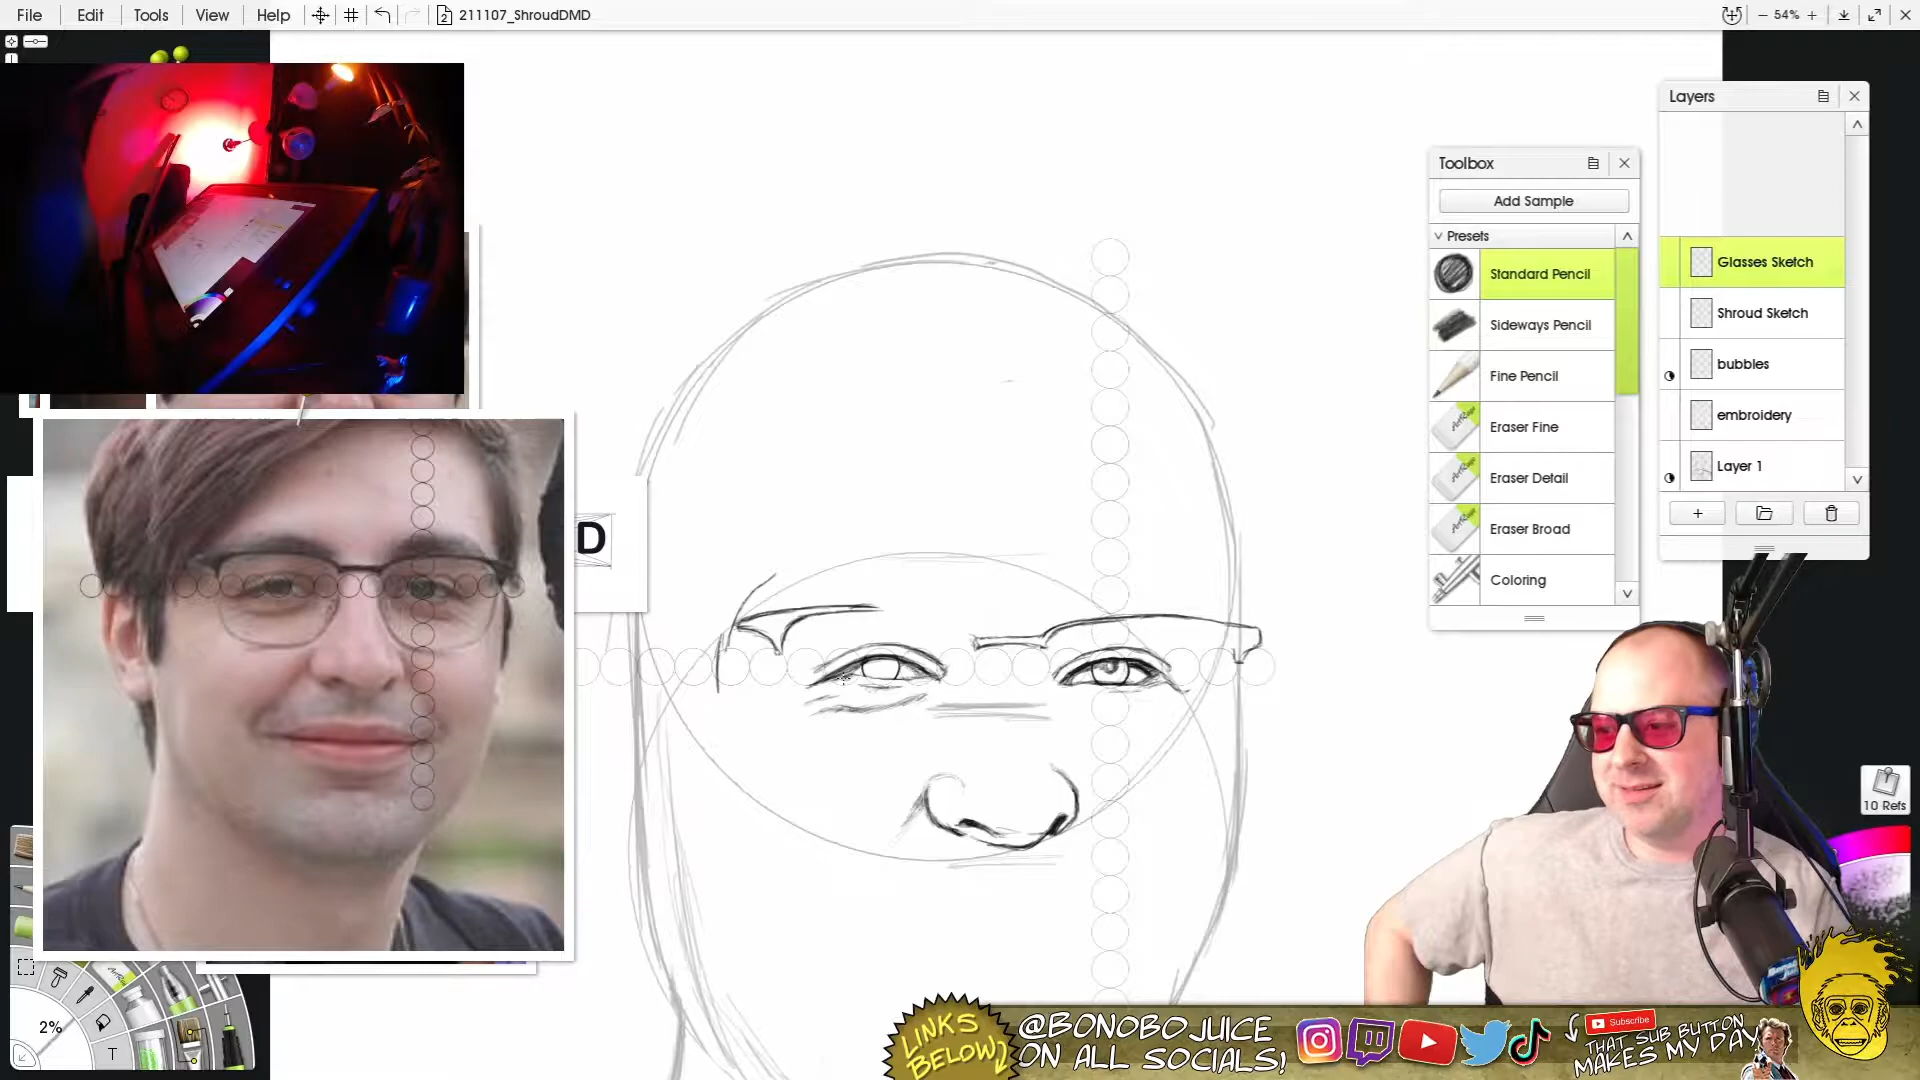 File Edit Tools View Help 2 211107_ShroudDMD 54%
Layers
Glasses Sketch
Shroud Sketch
bubbles
embroidery
Layer 1
Toolbox
Add Sample
Presets
Standard Pencil
Sideways Pencil
Fine Pencil
Eraser Fine
Eraser Detail
Eraser Broad
Coloring
D
10 Refs
2%
T
LINKS
BELOW
@BONOBOJUICE
ON ALL SOCIALS!
Subscribe
THAT SUB BUTTON
MAKES MY DAY